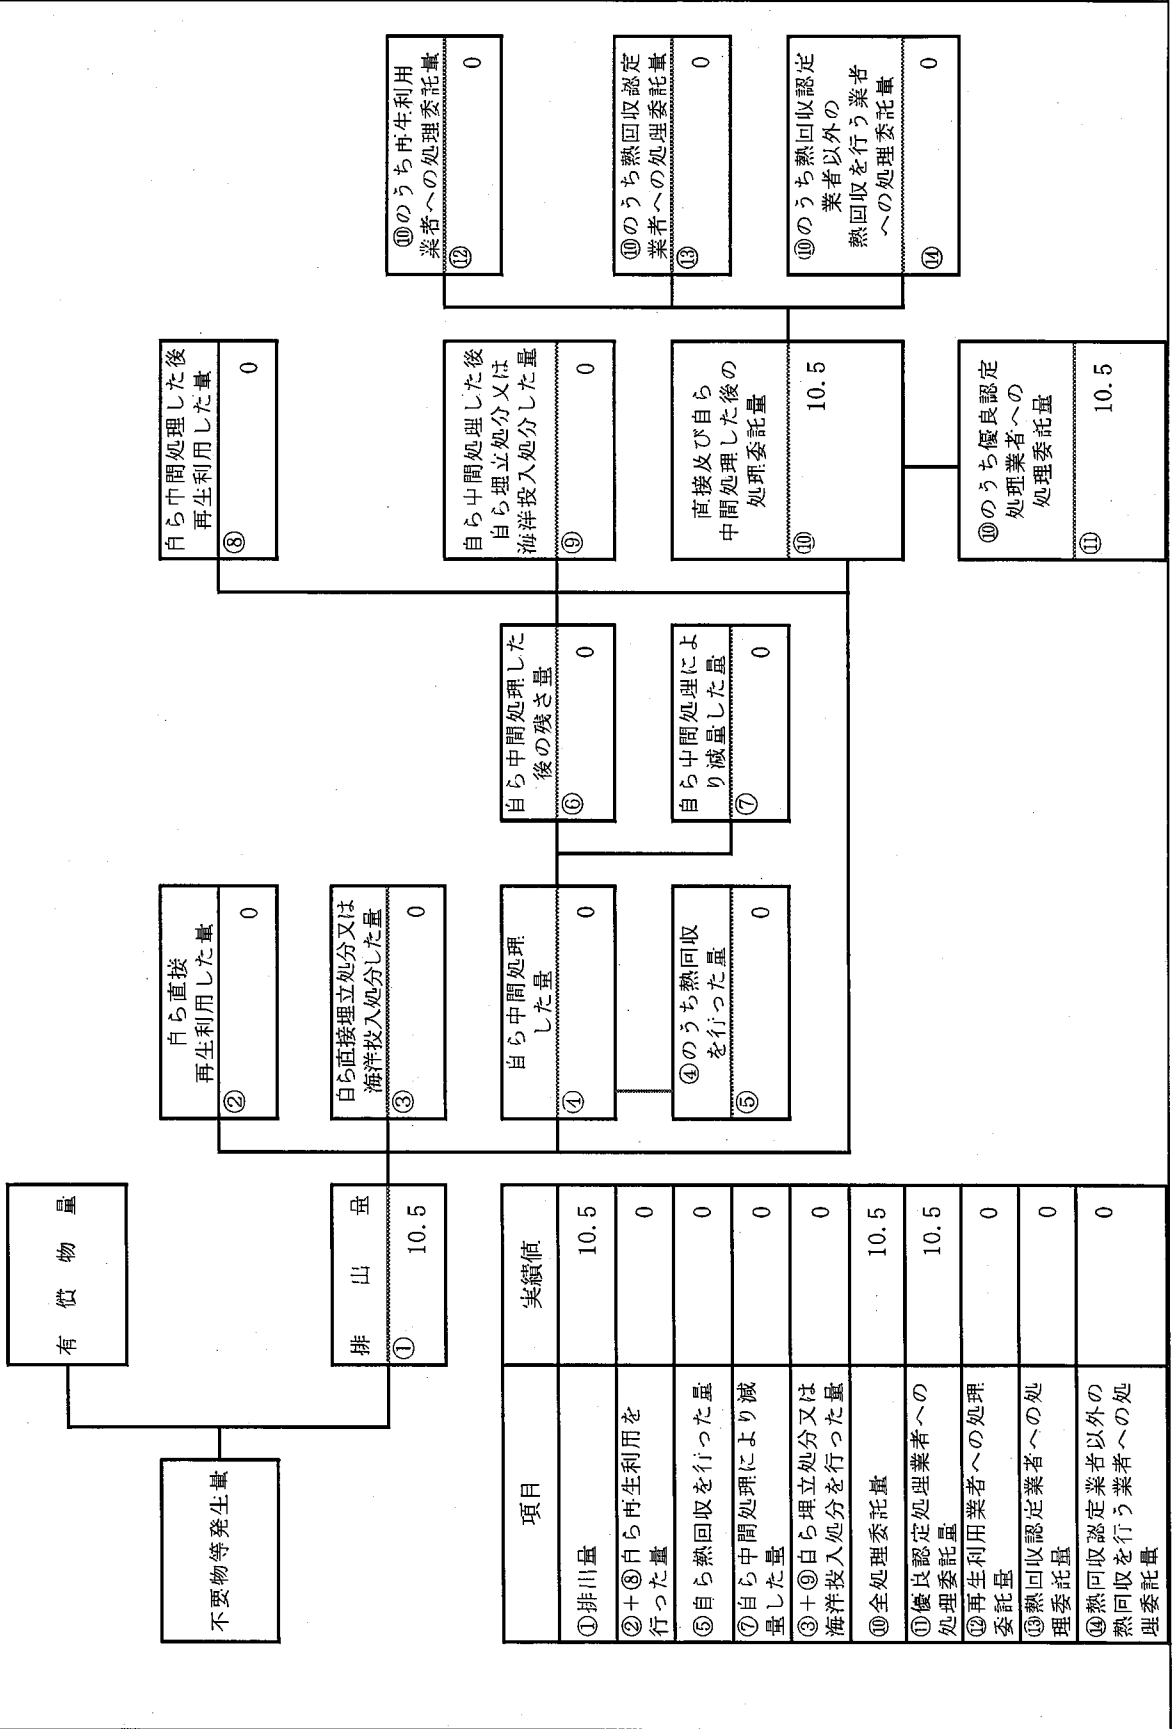 不要物等発生量
有償物量
排出量
① 10.5
自ら直接
再生利用した量
② 0
自ら直接埋立処分又は
海洋投入処分した量
③ 0
自ら中間処理
した量
④ 0
④のうち熱回収
を行った量
⑤ 0
自ら中間処理した
後の残さ量
⑥ 0
自ら中間処理によ
り減量した量
⑦ 0
自ら中間処理した後
再生利用した量
⑧ 0
自ら中間処理した後
自ら埋立処分又は
海洋投入処分した量
⑨ 0
直接及び自ら
中間処理した後の
処理委託量
⑩ 10.5
⑩のうち優良認定
処理業者への
処理委託量
⑪ 10.5
⑩のうち再生利用
業者への処理委託量
⑫ 0
⑩のうち熱回収認定
業者への処理委託量
⑬ 0
⑩のうち熱回収認定
業者以外の
熱回収を行う業者
への処理委託量
⑭ 0
項目 実績値
①排出量 10.5
②+⑧自ら再生利用を
行った量 0
⑤自ら熱回収を行った量 0
⑦自ら中間処理により減
量した量 0
③+⑨自ら埋立処分又は
海洋投入処分を行った量 0
⑩全処理委託量 10.5
⑪優良認定処理業者への
処理委託量 10.5
⑫再生利用業者への処理
委託量 0
⑬熱回収認定業者への処
理委託量 0
⑭熱回収認定業者以外の
熱回収を行う業者への処
理委託量 0